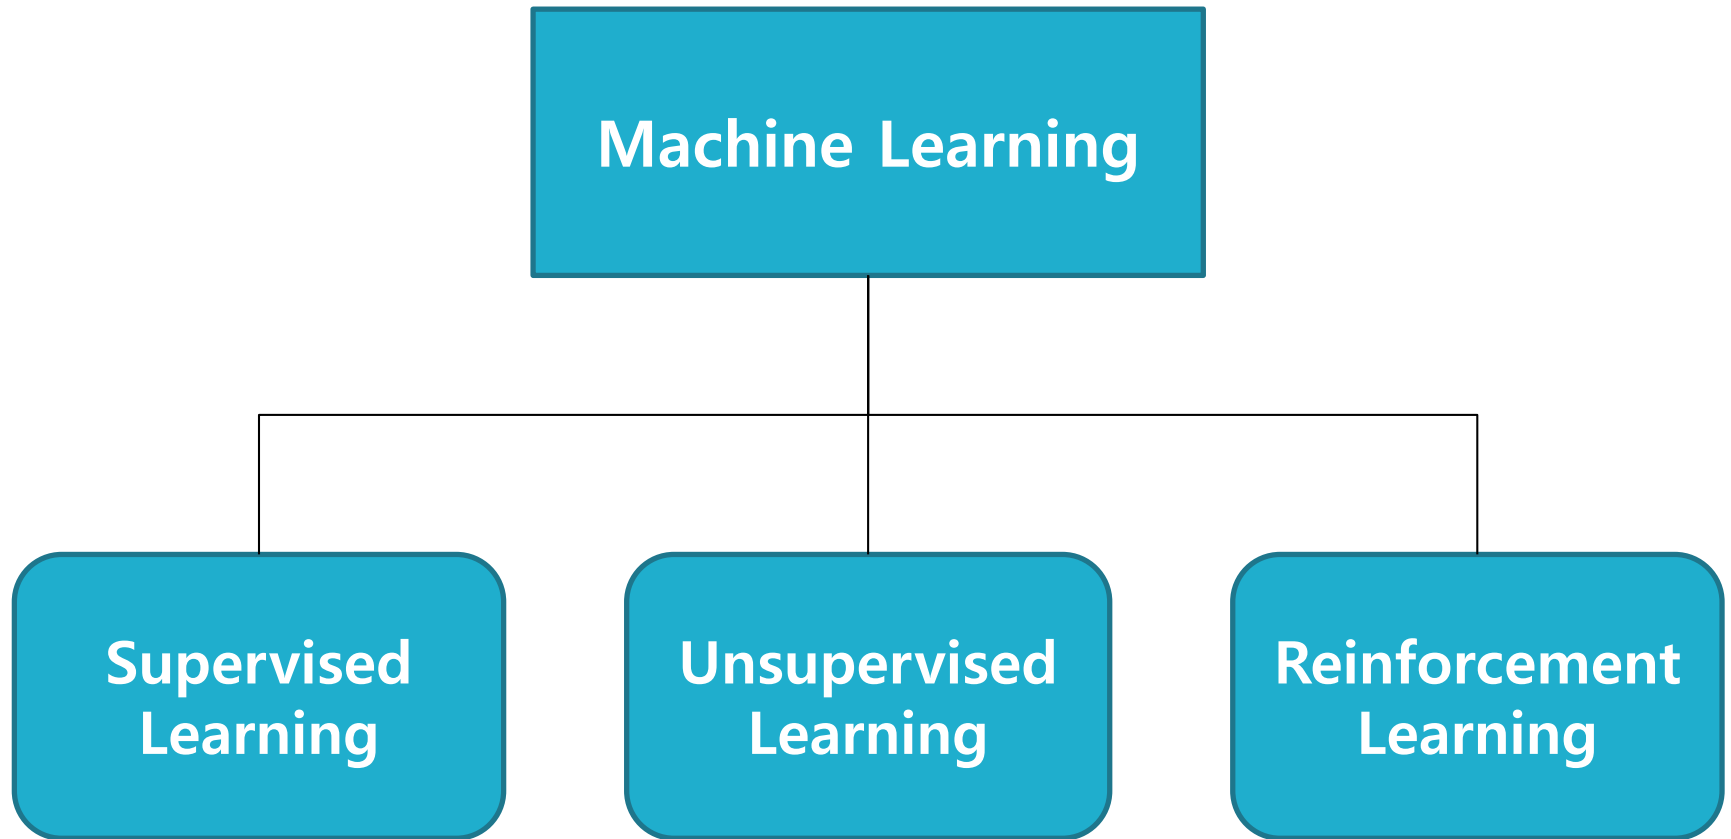 Machine Learning
Supervised
Learning
Unsupervised
Learning
Reinforcement
Learning